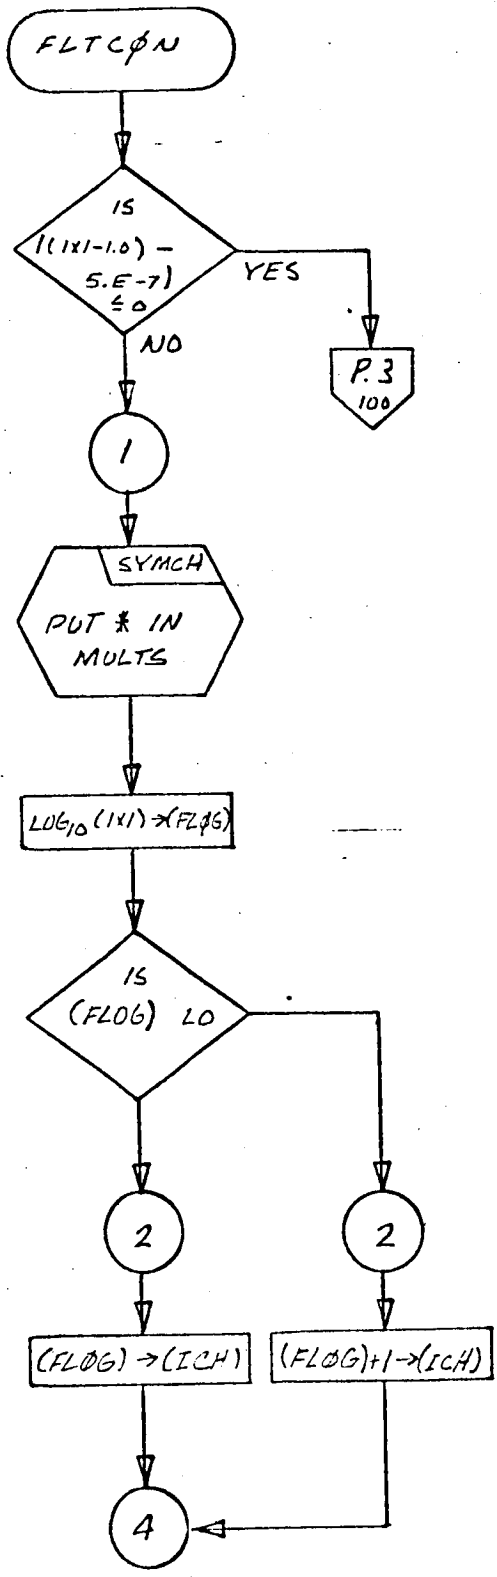 FLTCØN
IS
|(|X|-1.0) -
5.E-7)
≤ 0
YES
NO
P.3
100
1
SYMCH
PUT * IN
MULTS
LOG10 (|X|)→(FLØG)
IS
(FLOG) LO
2
2
(FLØG)→(ICH)
(FLØG)+1→(ICH)
4